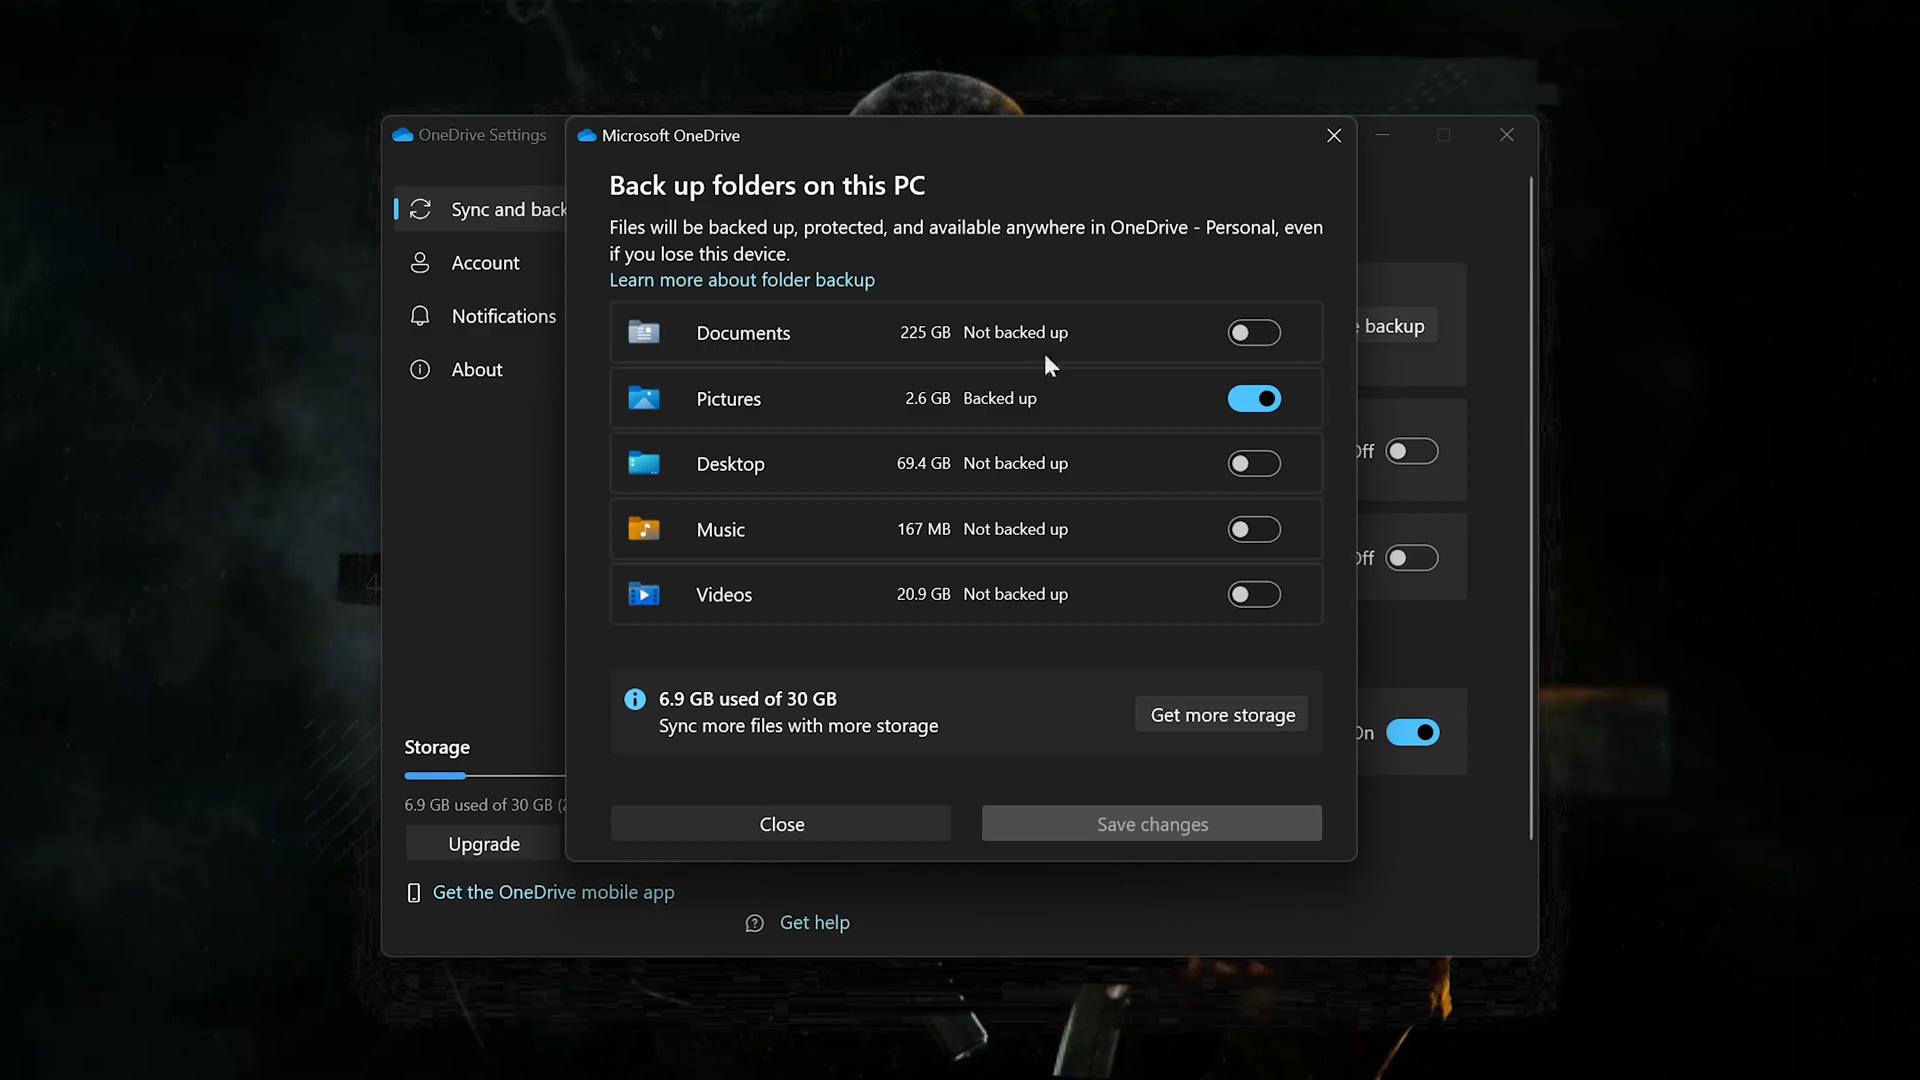 OneDrive Settings
Microsoft OneDrive
Back up folders on this PC
Files will be backed up, protected, and available anywhere in OneDrive - Personal, even
if you lose this device.
Learn more about folder backup
Sync and back
Account
Notifications
About
Documents 225 GB Not backed up
Pictures 2.6 GB Backed up
Desktop 69.4 GB Not backed up
Music 167 MB Not backed up
Videos 20.9 GB Not backed up
backup
6.9 GB used of 30 GB
Sync more files with more storage
Get more storage
Close
Save changes
Storage
6.9 GB used of 30 GB
Upgrade
Get the OneDrive mobile app
Get help